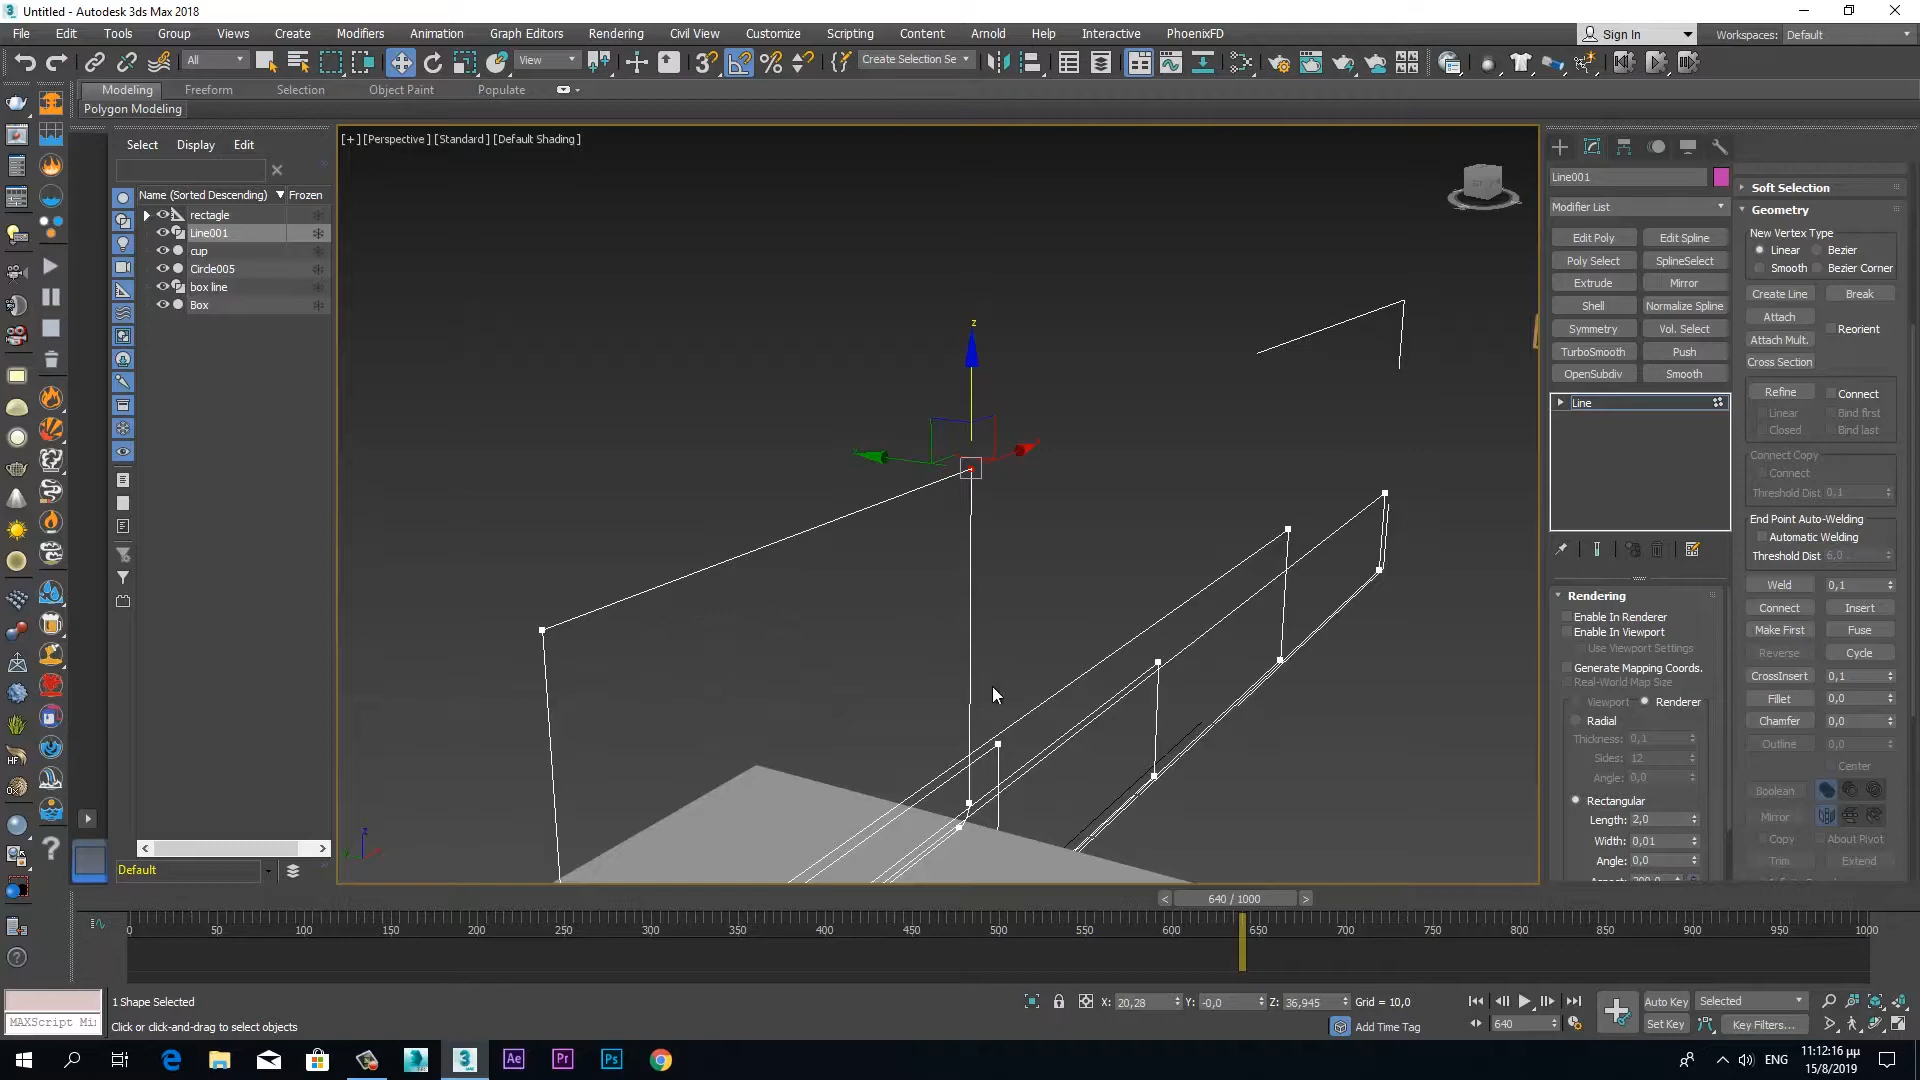 Untitled - Autodesk 3ds Max 2018
File Edit Tools Group Views Create Modifiers Animation Graph Editors Rendering Civil View Customize Scripting Content Arnold Help Interactive PhoenixFD Sign In Workspaces: Default
All View Create Selection Se
Modeling Freeform Selection Object Paint Populate
Polygon Modeling
Select Display Edit
[+] [Perspective] [Standard] [Default Shading]
Name (Sorted Descending) Frozen
rectagle
Line001
cup
Circle005
box line
Box
Default
z
Line001
Modifier List
Edit Poly Edit Spline
Poly Select SplineSelect
Extrude Mirror
Shell Normalize Spline
Symmetry Vol. Select
TurboSmooth Push
OpenSubdiv Smooth
Line
Rendering
Enable In Renderer
Enable In Viewport
Use Viewport Settings
Generate Mapping Coords.
Real-World Map Size
Viewport Renderer
Radial
Thickness: 0,1
Sides: 12
Angle: 0,0
Rectangular
Length: 2,0
Width: 0,01
Angle: 0,0
Soft Selection
Geometry
New Vertex Type
Linear Bezier
Smooth Bezier Corner
Create Line Break
Attach
Reorient
Attach Mult.
Cross Section
Refine Connect
Linear Bind first
Closed Bind last
Connect Copy
Connect
Threshold Dist 0,1
End Point Auto-Welding
Automatic Welding
Threshold Dist 6,0
Weld 0,1
Connect Insert
Make First Fuse
Reverse Cycle
CrossInsert 0,1
Fillet 0,0
Chamfer 0,0
Outline 0,0
Center
Boolean
Mirror
Copy About Pivot
Trim Extend
< 640 / 1000 >
0 50 100 150 200 250 300 350 400 450 500 550 600 650 700 750 800 850 900 950 1000
1 Shape Selected
X: 20,28 Y: -0,0 Z: 36,945 Grid = 10,0
Auto Key Selected
MAXScript Mi
Click or click-and-drag to select objects
Add Time Tag
640
Set Key Key Filters...
Ae Pr Ps
ENG
11:12:16 μμ
15/8/2019